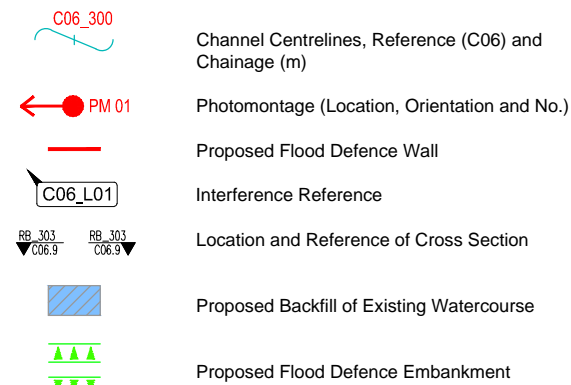 C06_300
Channel Centrelines, Reference (C06) and
Chainage (m)
PM 01
Photomontage (Location, Orientation and No.)
Proposed Flood Defence Wall
C06_L01
Interference Reference
RB_303 RB_303
C06.9 C06.9
Location and Reference of Cross Section
Proposed Backfill of Existing Watercourse
Proposed Flood Defence Embankment